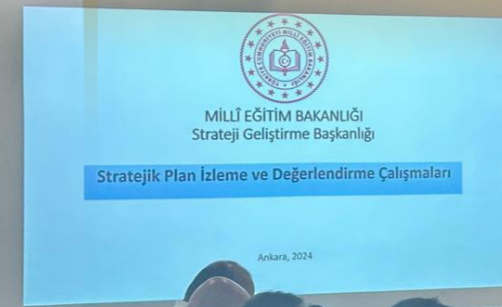 MİLLÎ EĞİTİM BAKANLIĞI
Strateji Geliştirme Başkanlığı
Stratejik Plan İzleme ve Değerlendirme Çalışmaları
Ankara, 2024